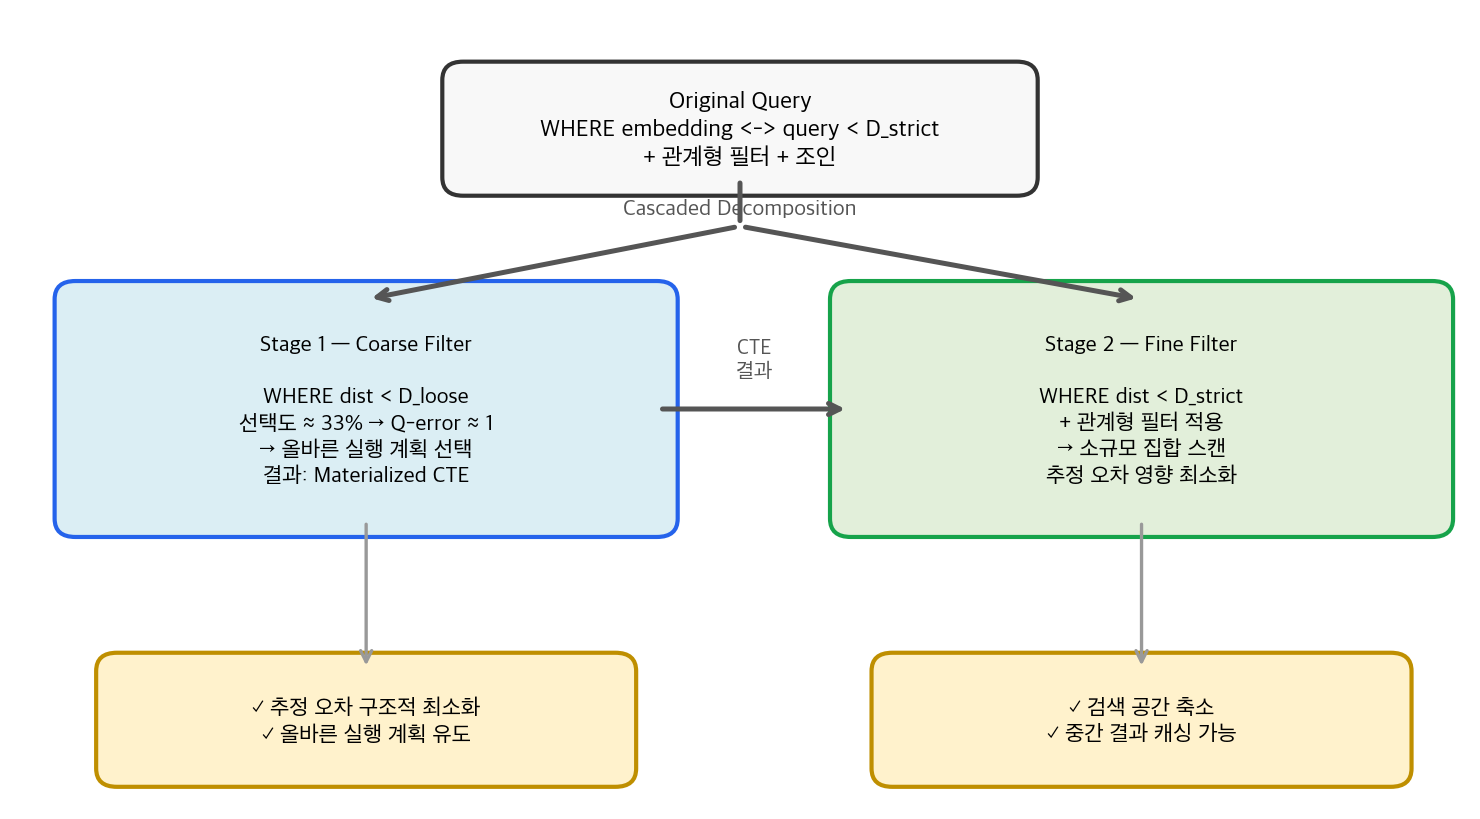 Original Query
WHERE embedding <-> query < D_strict
+ 관계형 필터 + 조인
Cascaded Decomposition
Stage 1 — Coarse Filter
WHERE dist < D_loose
선택도 ≈ 33% → Q-error ≈ 1
→ 올바른 실행 계획 선택
결과: Materialized CTE
CTE
결과
Stage 2 — Fine Filter
WHERE dist < D_strict
+ 관계형 필터 적용
→ 소규모 집합 스캔
추정 오차 영향 최소화
✓ 추정 오차 구조적 최소화
✓ 올바른 실행 계획 유도
✓ 검색 공간 축소
✓ 중간 결과 캐싱 가능